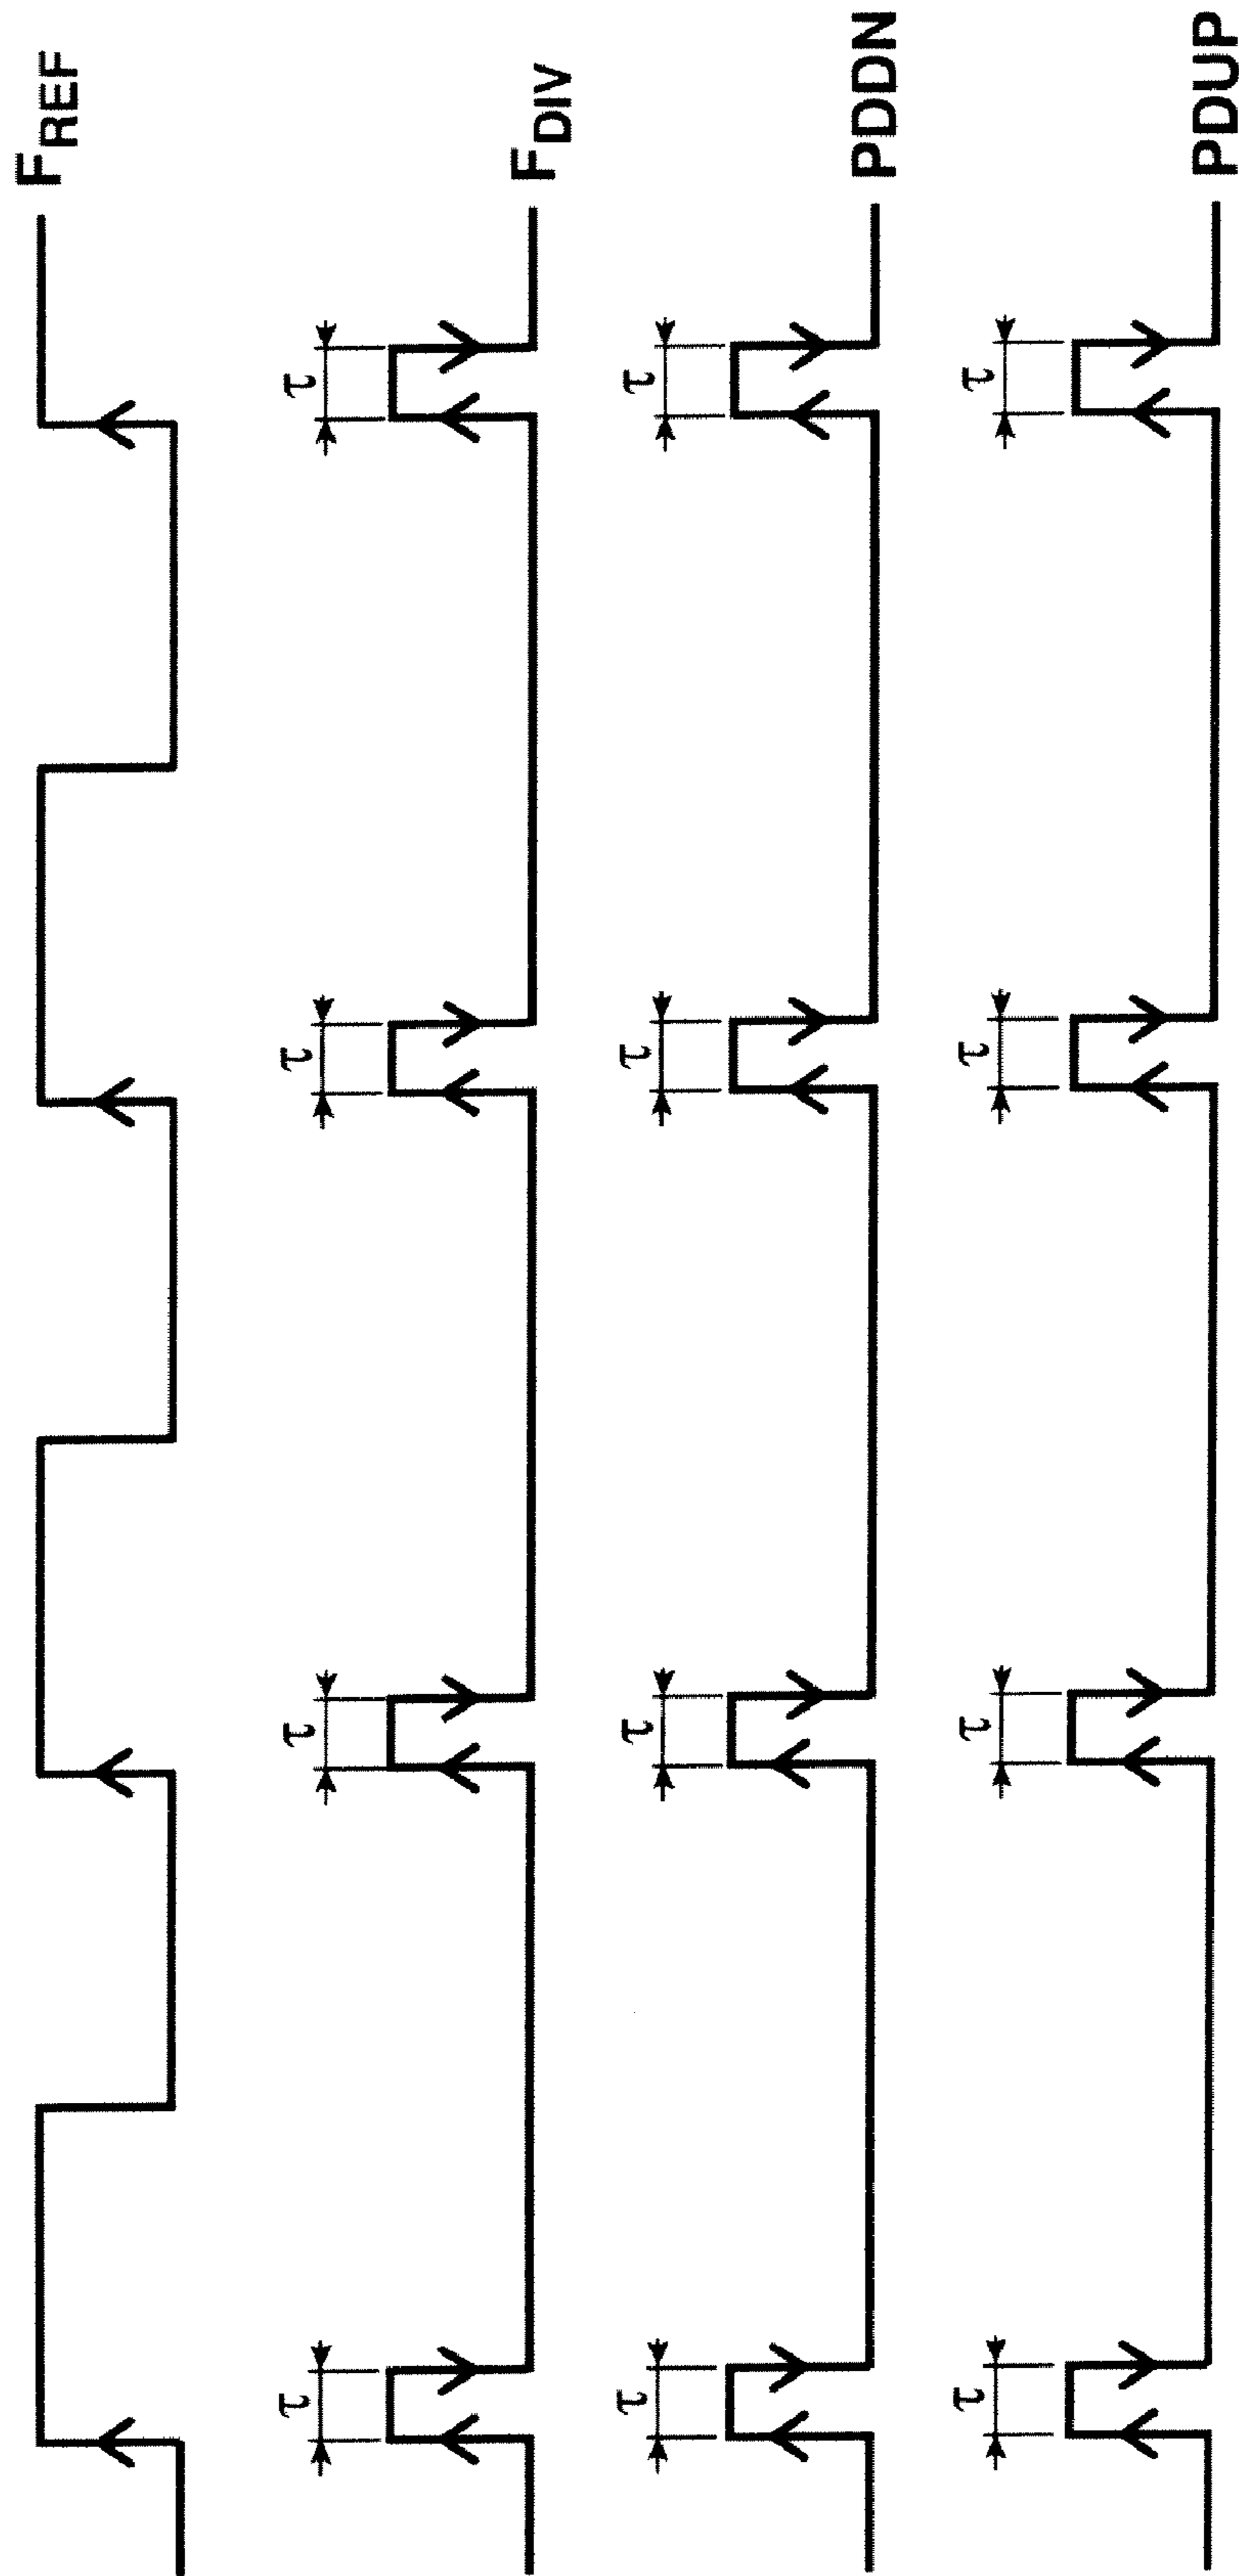 F_REF
τ τ τ τ
F_DIV
τ τ τ τ
PDDN
τ τ τ τ
PDUP